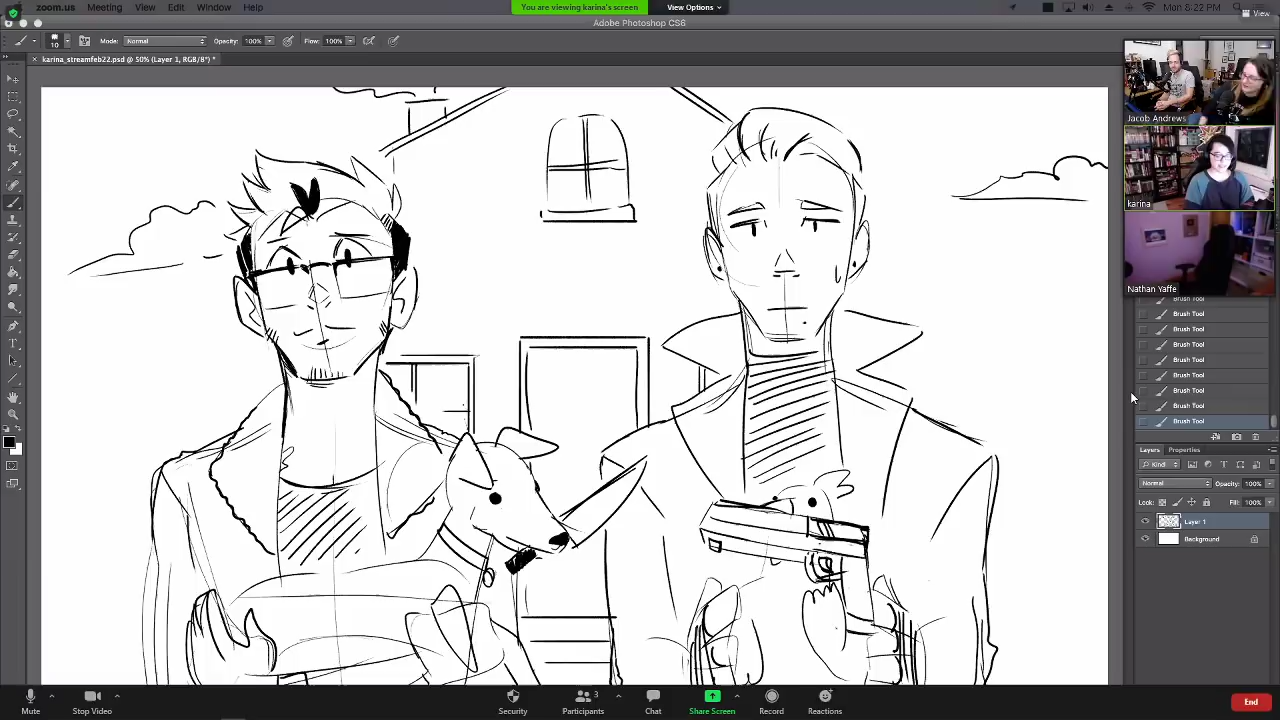 zoom.us Meeting View Edit Window Help
You are viewing karina's screen View Options
Mon 8:22 PM
View
Adobe Photoshop CS6
10 Mode: Normal Opacity: 100% Flow: 100%
karina_streamfeb22.psd @ 50% (Layer 1, RGB/8*) *
Jacob Andrews
karina
Nathan Yaffe
Brush Tool
Brush Tool
Brush Tool
Brush Tool
Brush Tool
Brush Tool
Brush Tool
Brush Tool
Brush Tool
Layers Properties
Kind
Normal Opacity: 100%
Lock: Fill: 100%
Layer 1
Background
T
Mute
Stop Video
Security
Participants 3
Chat
Share Screen
Record
Reactions
End